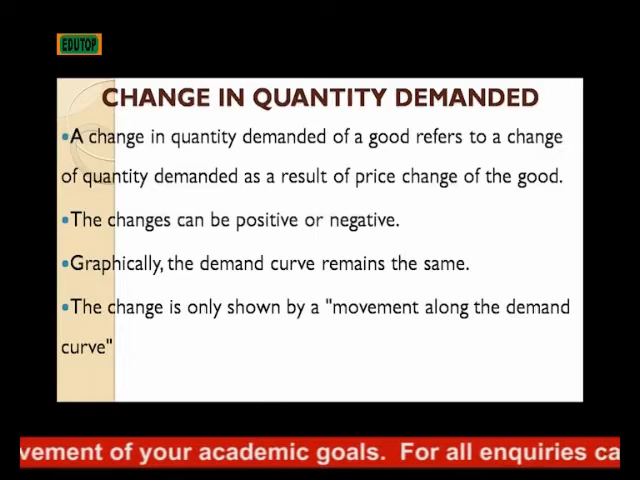 EDUTOP
CHANGE IN QUANTITY DEMANDED
•A change in quantity demanded of a good refers to a change
of quantity demanded as a result of price change of the good.
•The changes can be positive or negative.
•Graphically, the demand curve remains the same.
•The change is only shown by a "movement along the demand
curve"
vement of your academic goals. For all enquiries ca